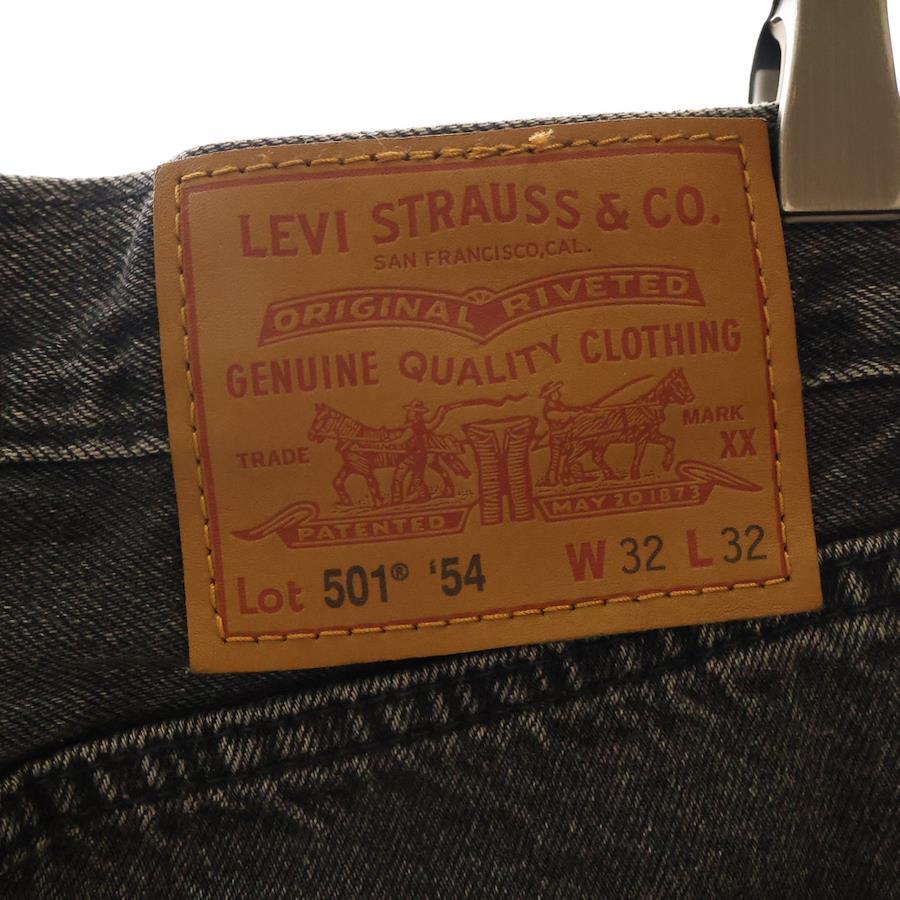 LEVI STRAUSS & CO.
SAN FRANCISCO, CAL.
ORIGINAL RIVETED
GENUINE QUALITY CLOTHING
TRADE MARK
XX
PATENTED MAY 20 1873
Lot 501® '54 W 32 L 32